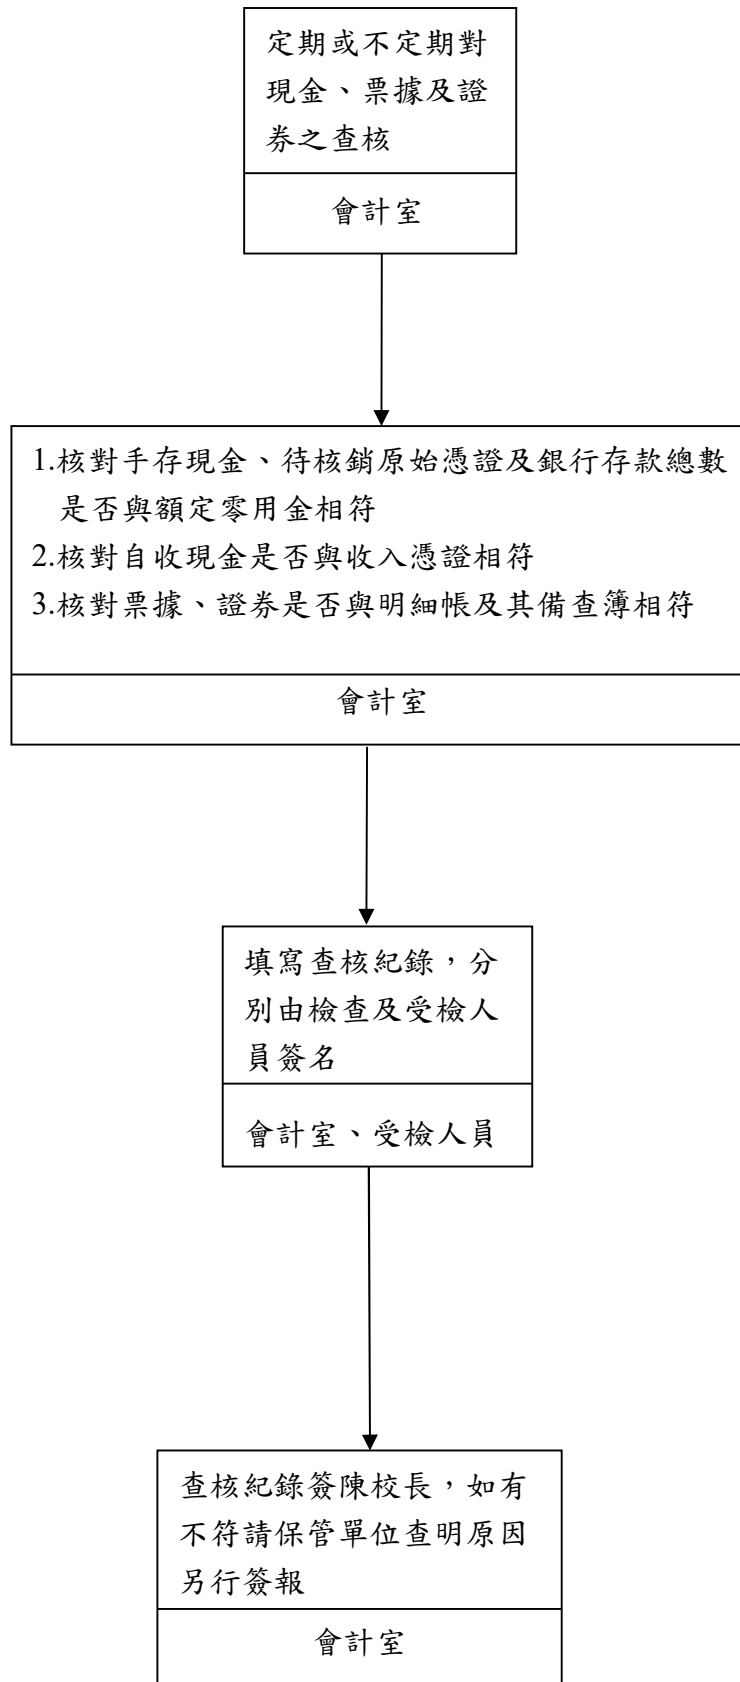 定期或不定期對
現金、票據及證
券之查核
會計室
1.核對手存現金、待核銷原始憑證及銀行存款總數
是否與額定零用金相符
2.核對自收現金是否與收入憑證相符
3.核對票據、證券是否與明細帳及其備查簿相符
會計室
填寫查核紀錄，分
別由檢查及受檢人
員簽名
會計室、受檢人員
查核紀錄簽陳校長，如有
不符請保管單位查明原因
另行簽報
會計室